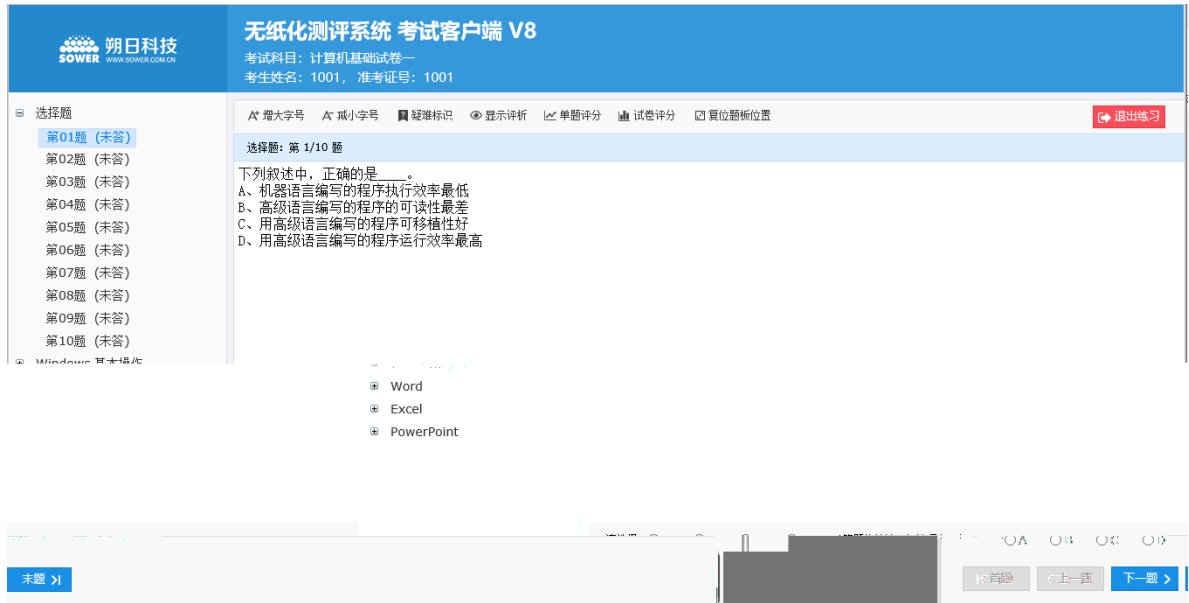 朔日科技
SOWER WWW.SOWER.COM.CN
无纸化测评系统 考试客户端 V8
考试科目：计算机基础试卷一
考生姓名：1001， 准考证号：1001
选择题
第01题 (未答)
第02题 (未答)
第03题 (未答)
第04题 (未答)
第05题 (未答)
第06题 (未答)
第07题 (未答)
第08题 (未答)
第09题 (未答)
第10题 (未答)
Windows 基本操作
A+ 增大字号 A- 减小字号 疑难标识 显示评析 单题评分 试卷评分 复位题板位置 退出练习
选择题：第 1/10 题
下列叙述中，正确的是____。
A、机器语言编写的程序执行效率最低
B、高级语言编写的程序的可读性最差
C、用高级语言编写的程序可移植性好
D、用高级语言编写的程序运行效率最高
Word
Excel
PowerPoint
A B C D
末题 首题 上一题 下一题